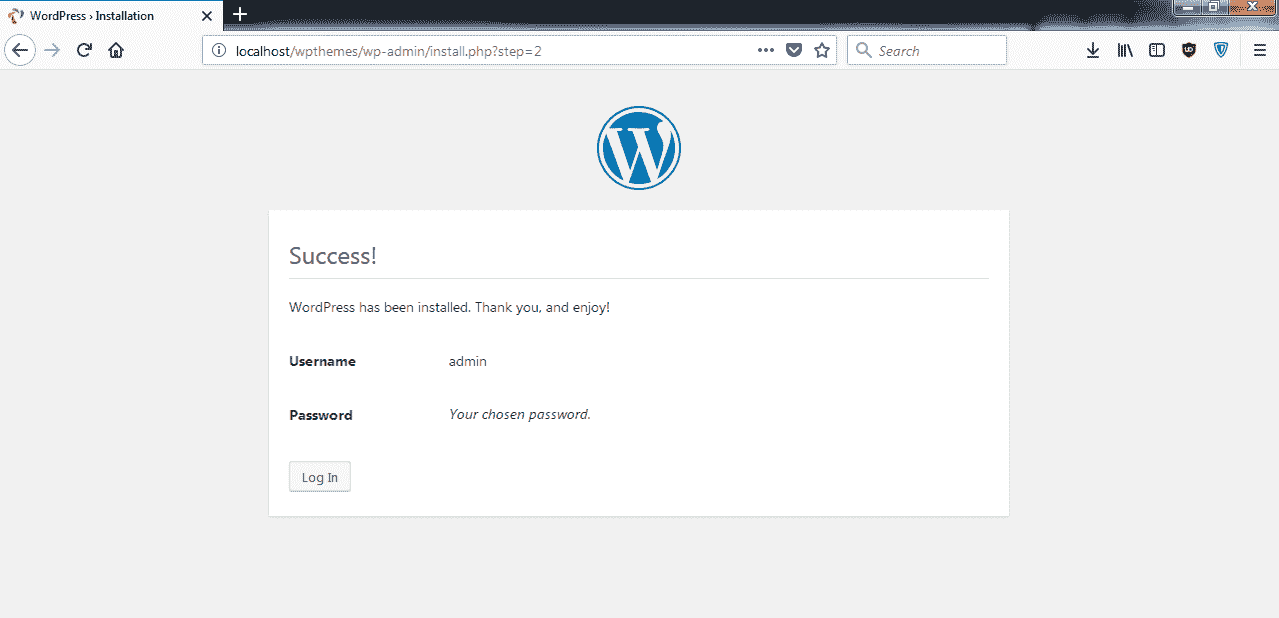 WordPress › Installation
localhost/wpthemes/wp-admin/install.php?step=2
Search
Success!
WordPress has been installed. Thank you, and enjoy!
Username admin
Password Your chosen password.
Log In